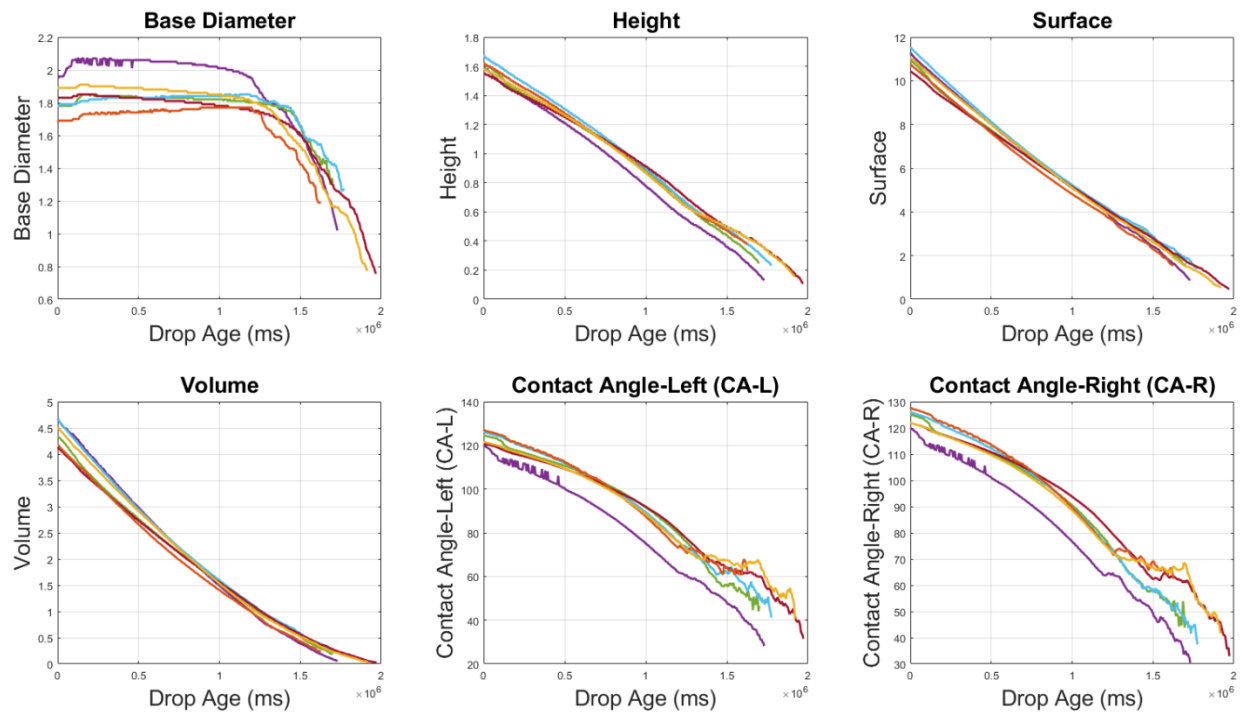 Base Diameter
Base Diameter
2.2
2
1.8
1.6
1.4
1.2
1
0.8
0.6
0 0.5 1 1.5 2
Drop Age (ms)
× 10^6
Height
Height
1.8
1.6
1.4
1.2
1
0.8
0.6
0.4
0.2
0
0 0.5 1 1.5 2
Drop Age (ms)
× 10^6
Surface
Surface
12
10
8
6
4
2
0
0 0.5 1 1.5 2
Drop Age (ms)
× 10^6
Volume
Volume
5
4.5
4
3.5
3
2.5
2
1.5
1
0.5
0
0 0.5 1 1.5 2
Drop Age (ms)
× 10^6
Contact Angle-Left (CA-L)
Contact Angle-Left (CA-L)
140
120
100
80
60
40
20
0 0.5 1 1.5 2
Drop Age (ms)
× 10^6
Contact Angle-Right (CA-R)
Contact Angle-Right (CA-R)
130
120
110
100
90
80
70
60
50
40
30
0 0.5 1 1.5 2
Drop Age (ms)
× 10^6